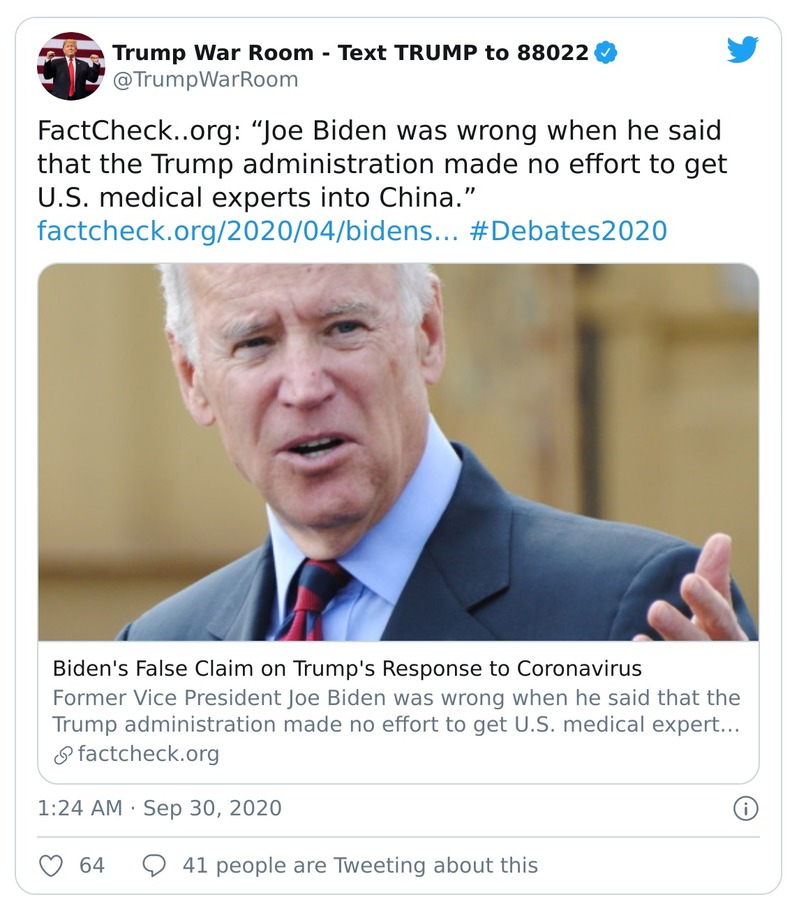 Trump War Room - Text TRUMP to 88022
@TrumpWarRoom
FactCheck..org: “Joe Biden was wrong when he said
that the Trump administration made no effort to get
U.S. medical experts into China.”
factcheck.org/2020/04/bidens… #Debates2020
Biden's False Claim on Trump's Response to Coronavirus
Former Vice President Joe Biden was wrong when he said that the
Trump administration made no effort to get U.S. medical expert…
factcheck.org
1:24 AM · Sep 30, 2020
64 41 people are Tweeting about this